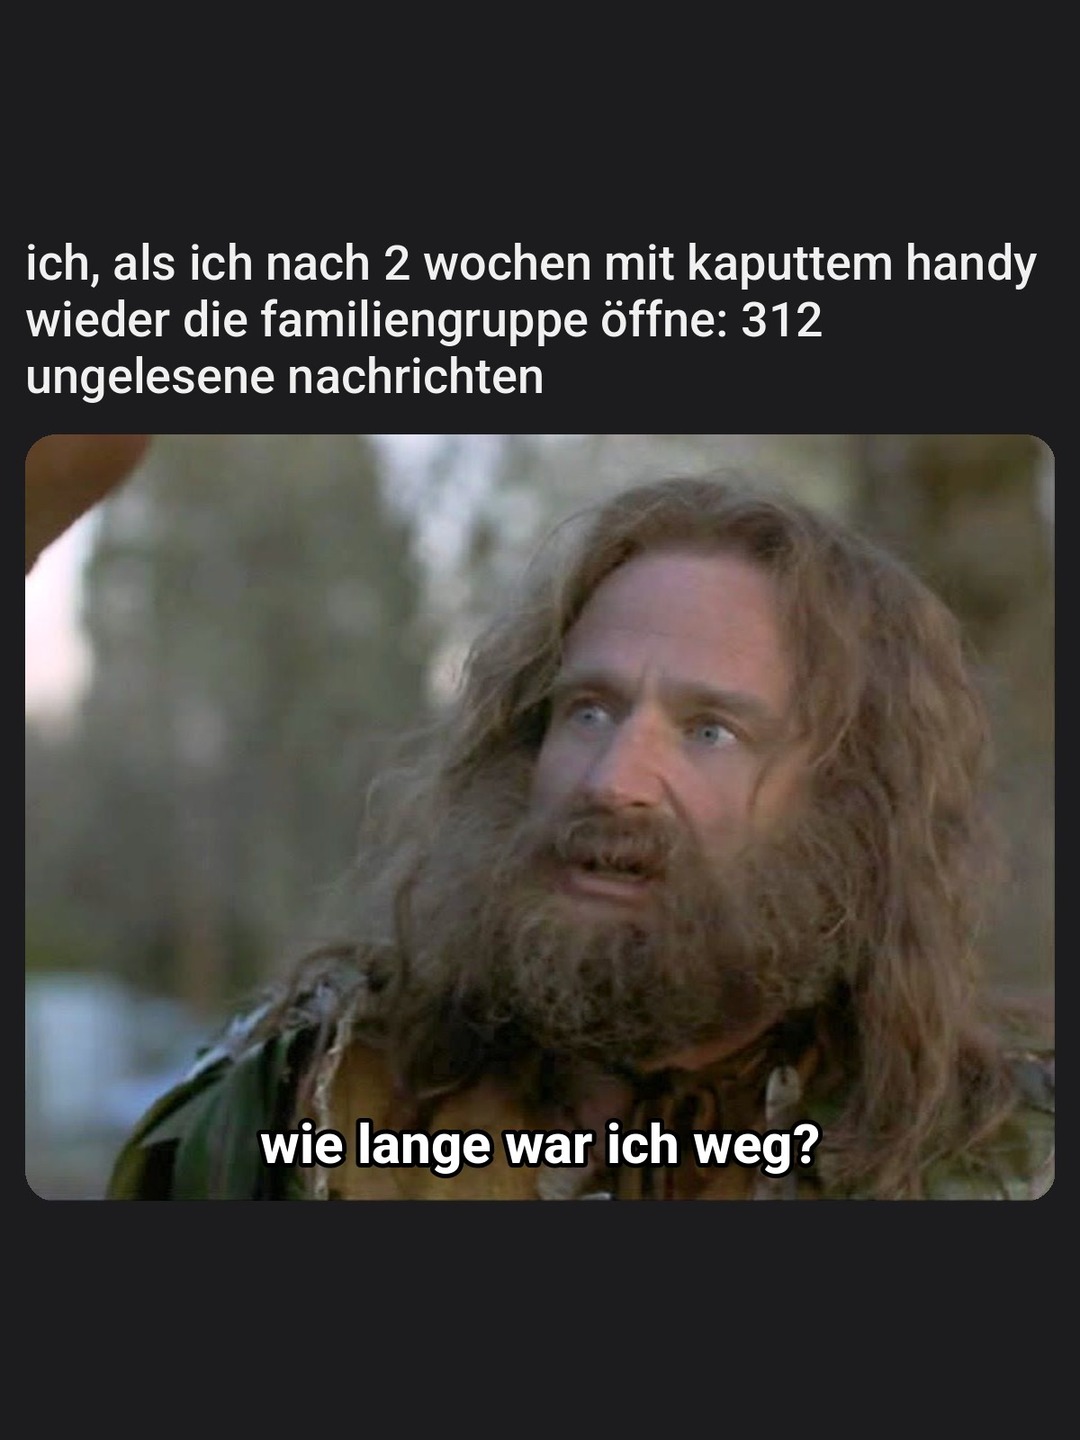 ich, als ich nach 2 wochen mit kaputtem handy
wieder die familiengruppe öffne: 312
ungelesene nachrichten
wie lange war ich weg?